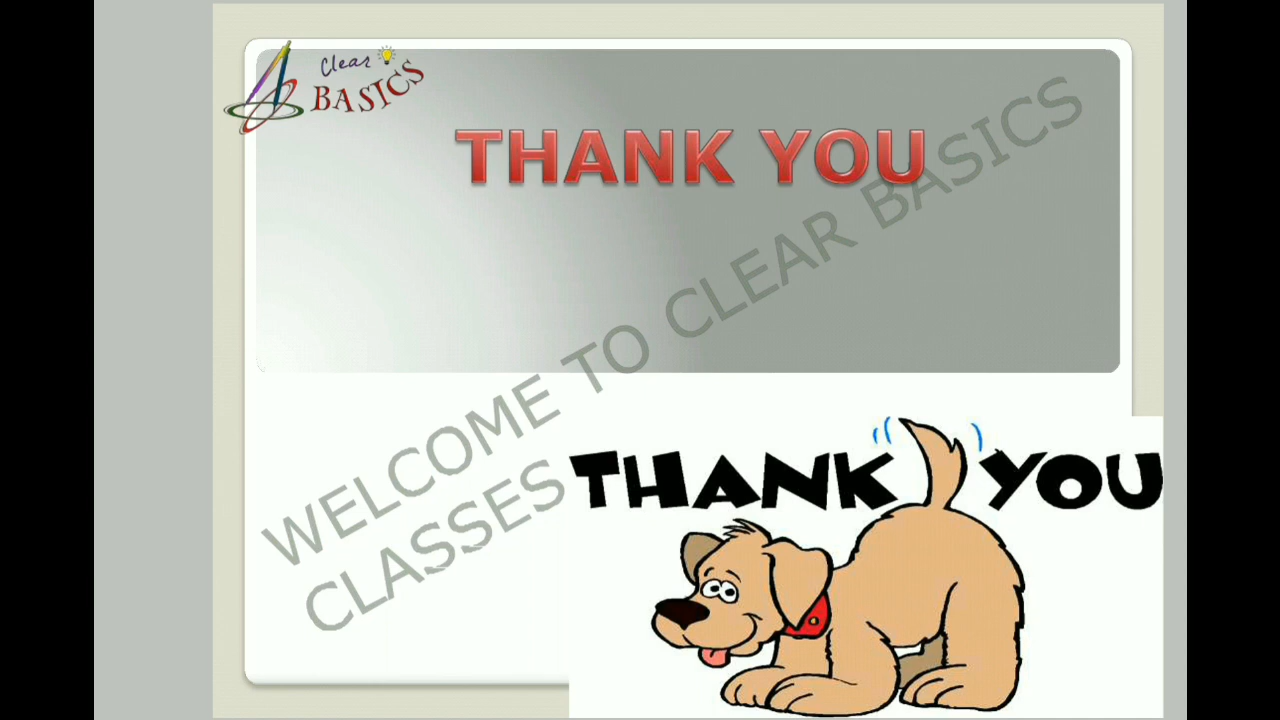 Clear
BASICS
THANK YOU
WELCOME TO CLEAR BASICS
CLASSES
THANK YOU